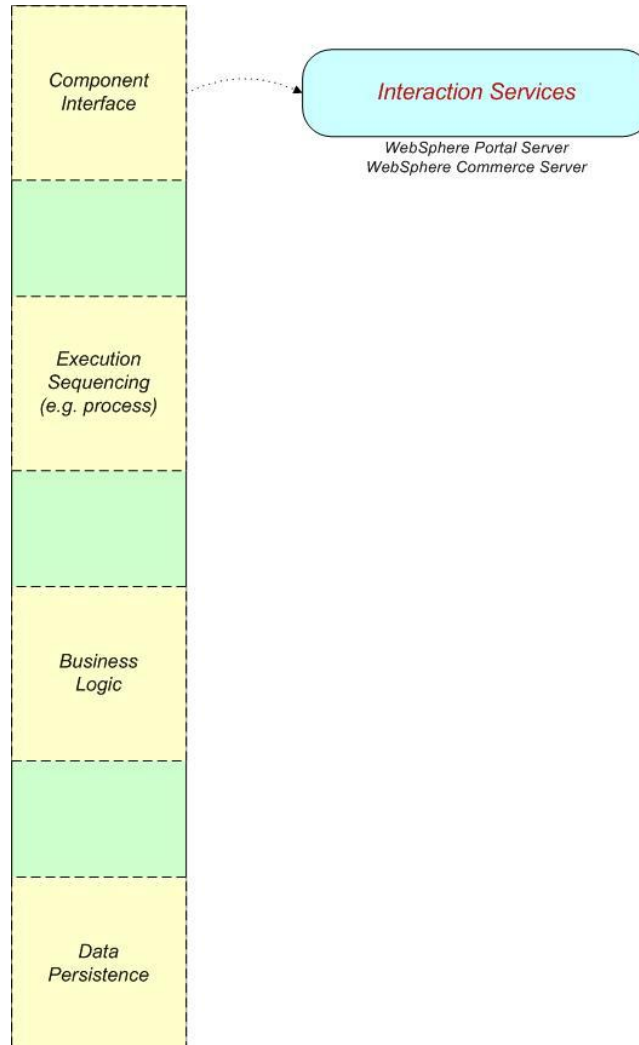 Component
Interface
Interaction Services
WebSphere Portal Server
WebSphere Commerce Server
Execution
Sequencing
(e.g. process)
Business
Logic
Data
Persistence